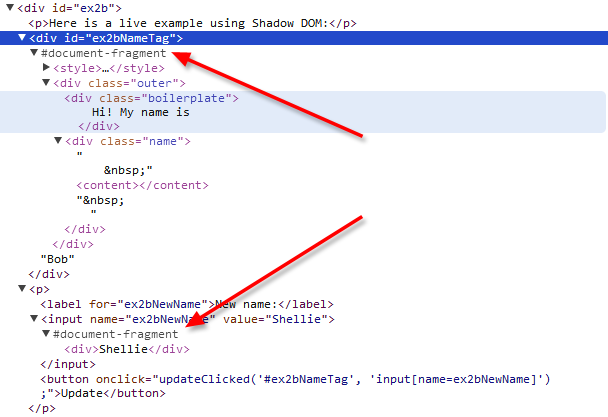 <div id="ex2b">
<p>Here is a live example using Shadow DOM:</p>
<div id="ex2bNameTag">
#document-fragment
<style>…</style>
<div class="outer">
<div class="boilerplate">
Hi! My name is
</div>
<div class="name">
"
&nbsp;"
<content></content>
"&nbsp;
"
</div>
</div>
"Bob"
</div>
<p>
<label for="ex2bNewName">New name:</label>
<input name="ex2bNewName" value="Shellie">
#document-fragment
<div>Shellie</div>
</input>
<button onclick="updateClicked('#ex2bNameTag', 'input[name=ex2bNewName]')
;">Update</button>
</p>